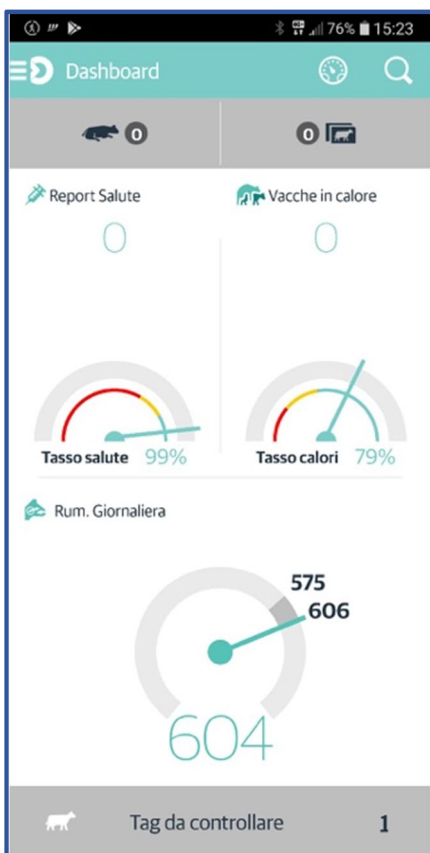 76% 15:23
Dashboard
0 0
Report Salute Vacche in calore
0 0
Tasso salute 99% Tasso calori 79%
Rum. Giornaliera
575
606
604
Tag da controllare 1